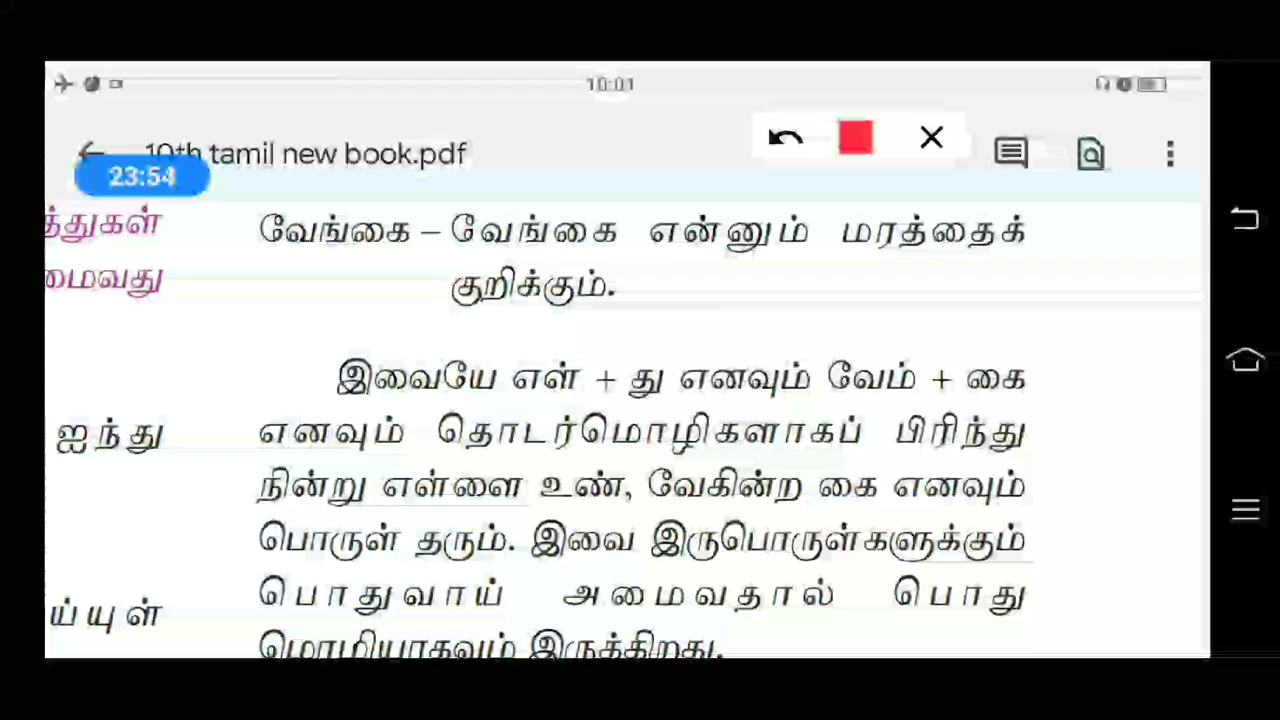 10:01
10th tamil new book.pdf
23:54
த்துகள்
வேங்கை – வேங்கை என்னும் மரத்தைக்
மைவது
குறிக்கும்.
இவையே எள் + து எனவும் வேம் + கை
ஐந்து
எனவும் தொடர்மொழிகளாகப் பிரிந்து
நின்று எள்ளை உண், வேகின்ற கை எனவும்
பொருள் தரும். இவை இருபொருள்களுக்கும்
பொதுவாய் அமைவதால் பொது
ய்யுள்
மொழியாகவும் இருக்கிறது.